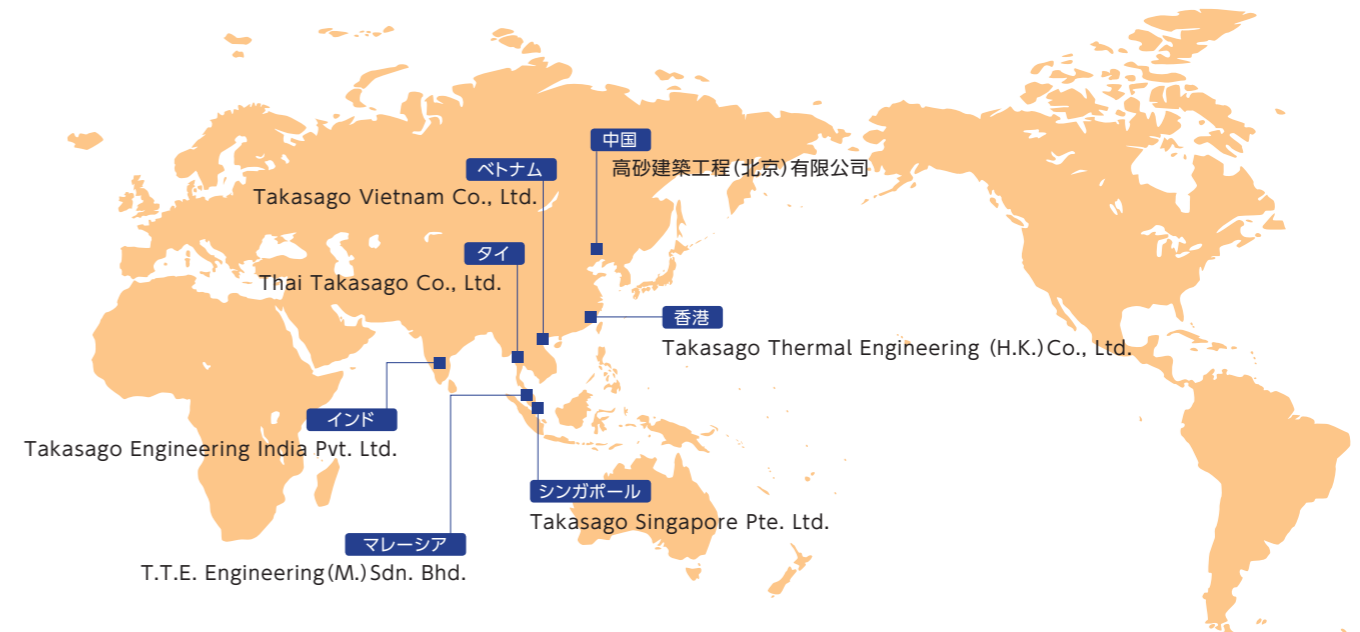 中国
高砂建築工程(北京)有限公司
ベトナム
Takasago Vietnam Co., Ltd.
タイ
Thai Takasago Co., Ltd.
香港
Takasago Thermal Engineering (H.K.)Co., Ltd.
インド
Takasago Engineering India Pvt. Ltd.
シンガポール
Takasago Singapore Pte. Ltd.
マレーシア
T.T.E. Engineering(M.)Sdn. Bhd.